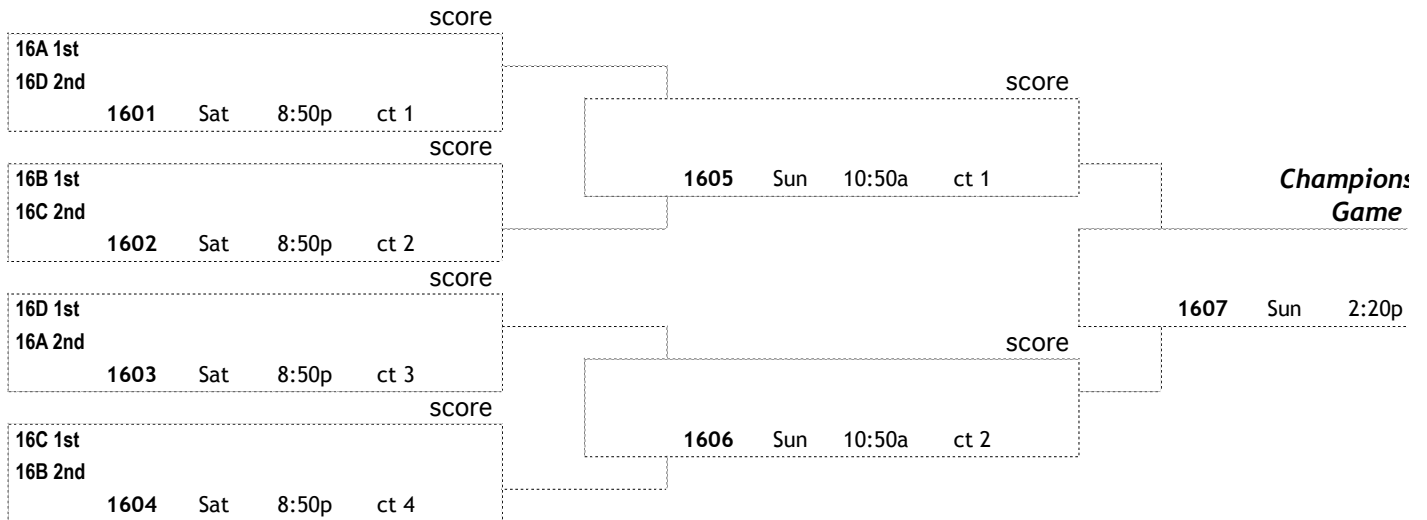 score
16A 1st
16D 2nd
1601 Sat 8:50p ct 1
score
16B 1st
16C 2nd
1602 Sat 8:50p ct 2
score
16D 1st
16A 2nd
1603 Sat 8:50p ct 3
score
16C 1st
16B 2nd
1604 Sat 8:50p ct 4
score
1605 Sun 10:50a ct 1
score
1606 Sun 10:50a ct 2
Champions
Game
1607 Sun 2:20p